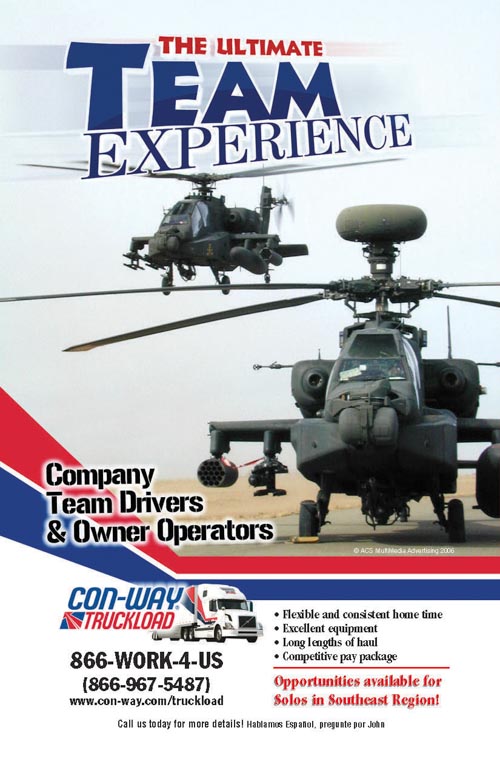 THE ULTIMATE
TEAM
EXPERIENCE
Company
Team Drivers
& Owner Operators
© ACS MultiMedia Advertising 2006
CON-WAY
TRUCKLOAD
866-WORK-4-US
(866-967-5487)
www.con-way.com/truckload
• Flexible and consistent home time
• Excellent equipment
• Long lengths of haul
• Competitive pay package
Opportunities available for
Solos in Southeast Region!
Call us today for more details! Hablamos Español, pregunte por John